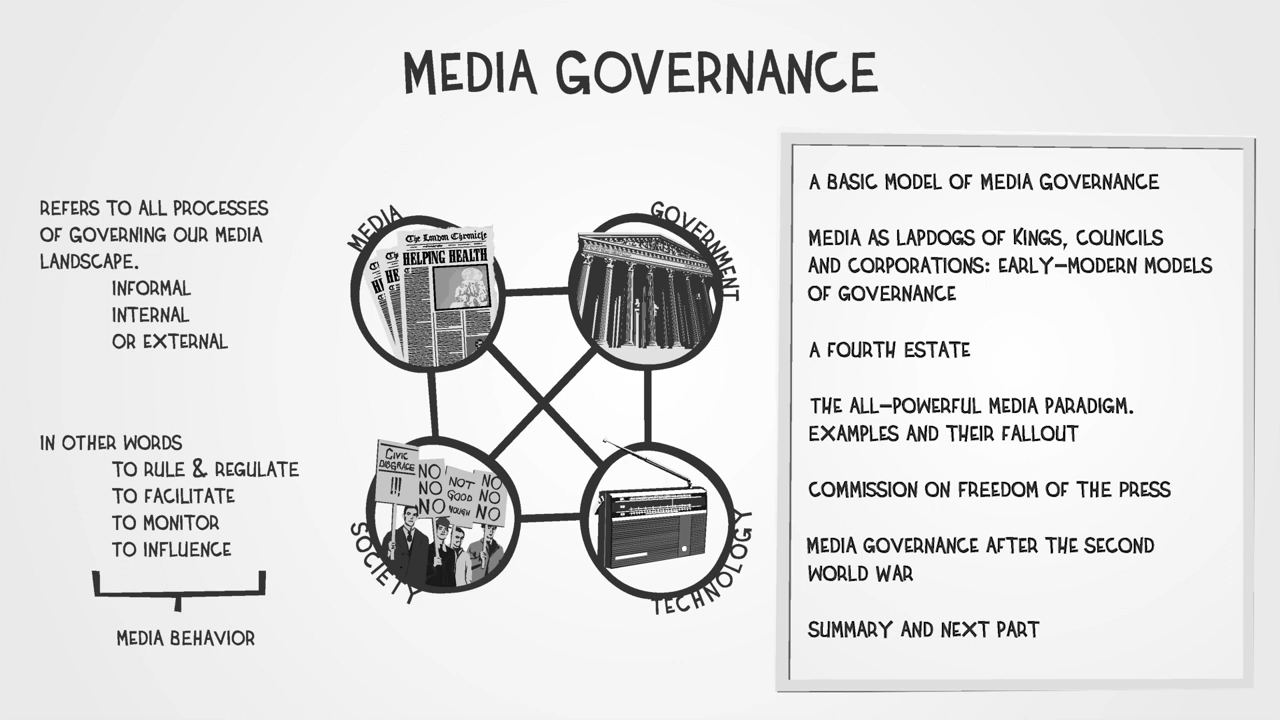 MEDIA GOVERNANCE
REFERS TO ALL PROCESSES
OF GOVERNING OUR MEDIA
LANDSCAPE.
INFORMAL
INTERNAL
OR EXTERNAL
IN OTHER WORDS
TO RULE & REGULATE
TO FACILITATE
TO MONITOR
TO INFLUENCE
MEDIA BEHAVIOR
MEDIA
The London Chronicle
HELPING HEALTH
GOVERNMENT
SOCIETY
CIVIC
DISGRACE
!!!
NO
NO
NO
NOT
GOOD
NO
NO
NO
TECHNOLOGY
A BASIC MODEL OF MEDIA GOVERNANCE
MEDIA AS LAPDOGS OF KINGS, COUNCILS
AND CORPORATIONS: EARLY-MODERN MODELS
OF GOVERNANCE
A FOURTH ESTATE
THE ALL-POWERFUL MEDIA PARADIGM.
EXAMPLES AND THEIR FALLOUT
COMMISSION ON FREEDOM OF THE PRESS
MEDIA GOVERNANCE AFTER THE SECOND
WORLD WAR
SUMMARY AND NEXT PART